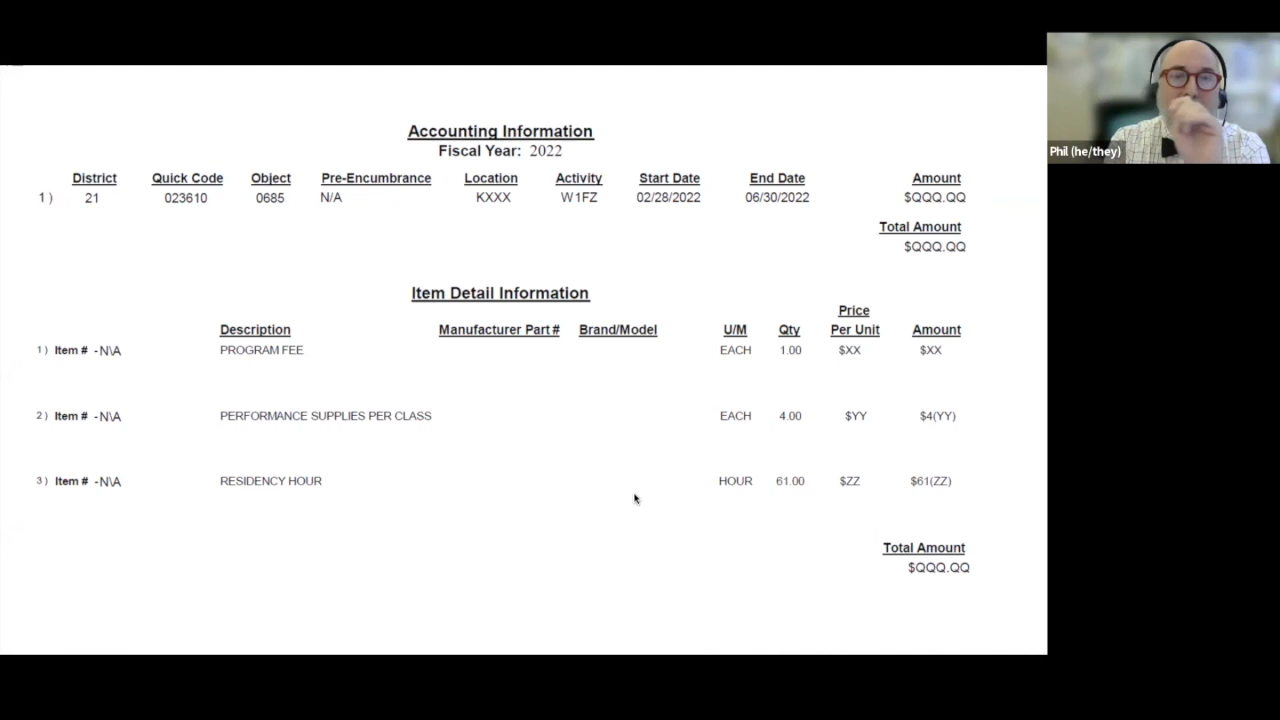 Accounting Information
Fiscal Year: 2022
District Quick Code Object Pre-Encumbrance Location Activity Start Date End Date Amount
1) 21 023610 0685 N/A KXXX W1FZ 02/28/2022 06/30/2022 $QQQ.QQ
Total Amount
$QQQ.QQ
Item Detail Information
Description Manufacturer Part # Brand/Model U/M Qty Price Per Unit Amount
1) Item # -N\A PROGRAM FEE EACH 1.00 $XX $XX
2) Item # -N\A PERFORMANCE SUPPLIES PER CLASS EACH 4.00 $YY $4(YY)
3) Item # -N\A RESIDENCY HOUR HOUR 61.00 $ZZ $61(ZZ)
Total Amount
$QQQ.QQ
Phil (he/they)